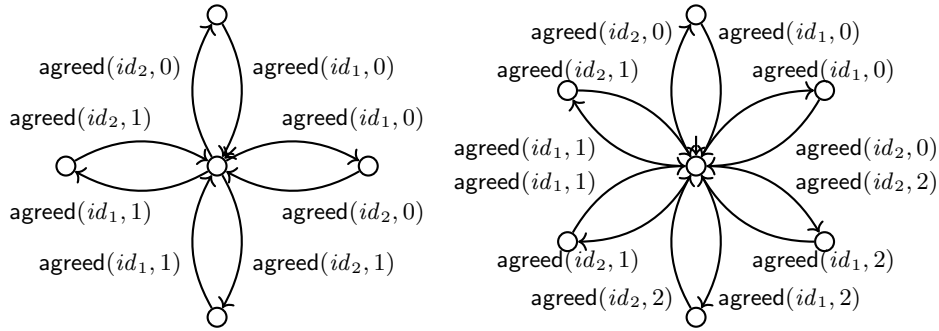 agreed(id₂, 0) agreed(id₁, 0)
agreed(id₂, 1) agreed(id₁, 0)
agreed(id₁, 1) agreed(id₂, 0)
agreed(id₁, 1) agreed(id₂, 1)
agreed(id₂, 0) agreed(id₁, 0)
agreed(id₂, 1) agreed(id₁, 0)
agreed(id₁, 1) agreed(id₂, 0)
agreed(id₁, 1) agreed(id₂, 2)
agreed(id₂, 1) agreed(id₁, 2)
agreed(id₂, 2) agreed(id₁, 2)